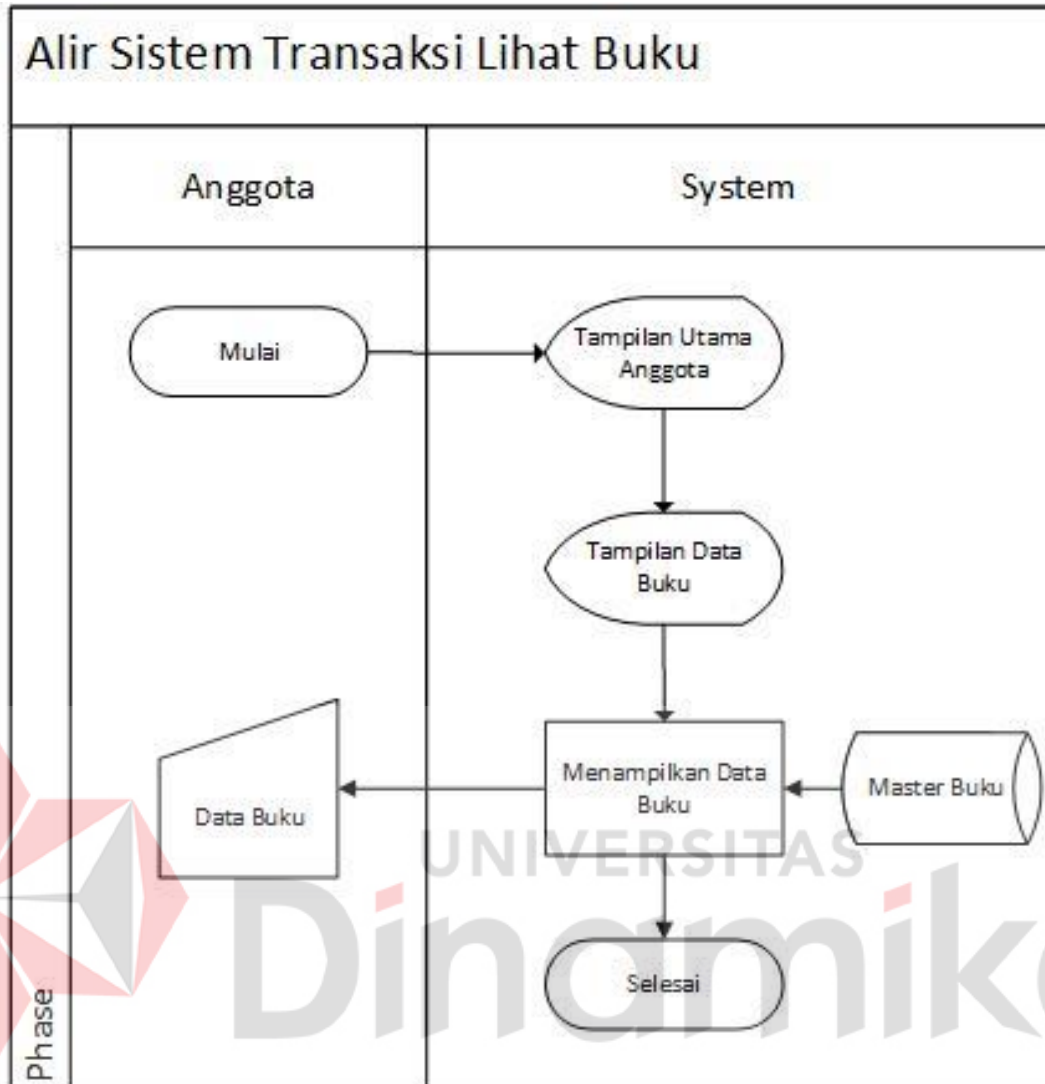 Alir Sistem Transaksi Lihat Buku
Anggota
System
Mulai
Tampilan Utama
Anggota
Tampilan Data
Buku
Menampilkan Data
Buku
Master Buku
Data Buku
UNIVERSITAS
Dinamik
Selesai
Phase